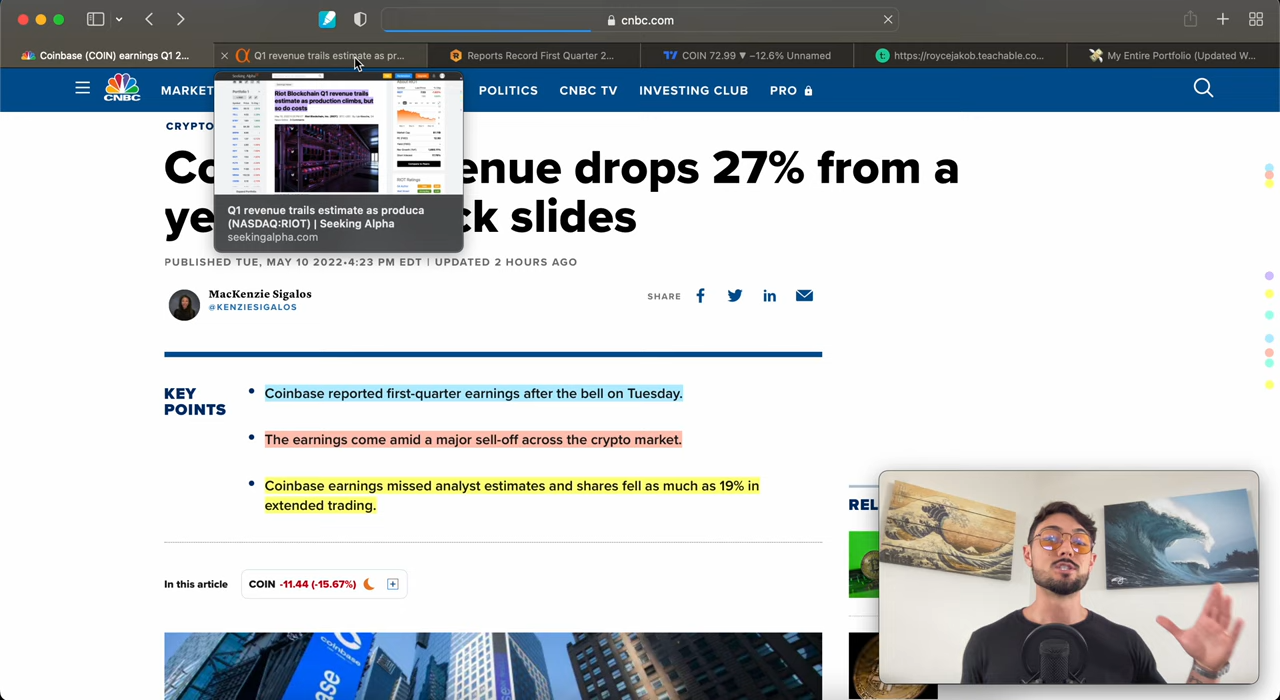 cnbc.com
Coinbase (COIN) earnings Q1 2...
Q1 revenue trails estimate as pr...
Reports Record First Quarter 2...
COIN 72.99 ▼ −12.6% Unnamed
https://roycejakob.teachable.co...
My Entire Portfolio (Updated W...
CNBC
MARKET
POLITICS
CNBC TV
INVESTING CLUB
PRO
Riot Blockchain Q1 revenue trails
estimate as production climbs, but
so do costs
Q1 revenue trails estimate as produca
(NASDAQ:RIOT) | Seeking Alpha
seekingalpha.com
CRYPTO
Co enue drops 27% from a
ye ck slides
PUBLISHED TUE, MAY 10 2022•4:23 PM EDT | UPDATED 2 HOURS AGO
MacKenzie Sigalos
@KENZIESIGALOS
SHARE
KEY
POINTS
• Coinbase reported first-quarter earnings after the bell on Tuesday.
• The earnings come amid a major sell-off across the crypto market.
• Coinbase earnings missed analyst estimates and shares fell as much as 19% in
extended trading.
REL
In this article
COIN -11.44 (-15.67%)